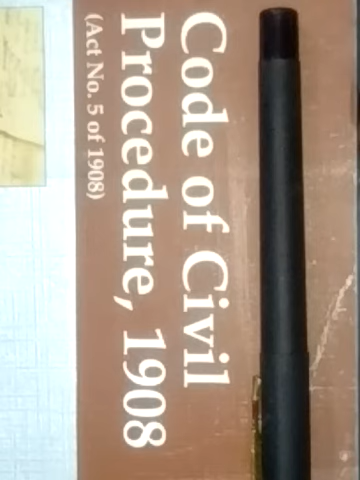 Code of Civil
Procedure, 1908
(Act No. 5 of 1908)